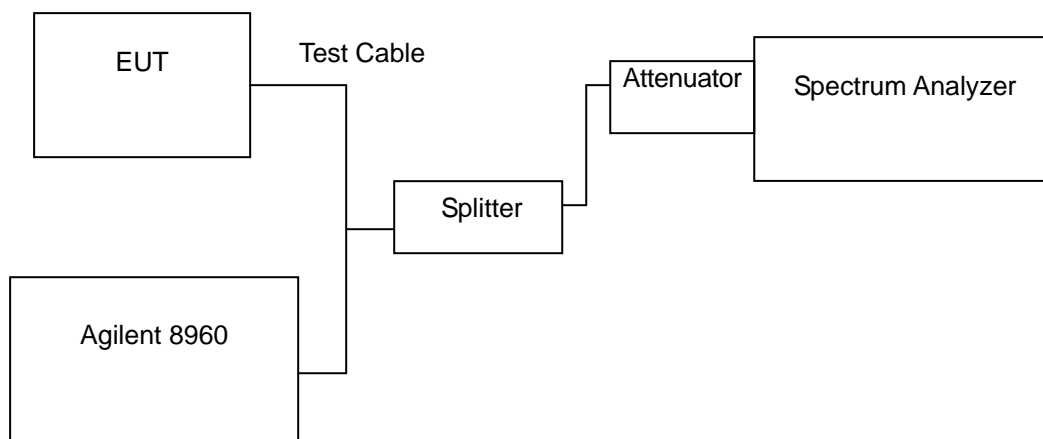 EUT
Test Cable
Attenuator
Spectrum Analyzer
Splitter
Agilent 8960